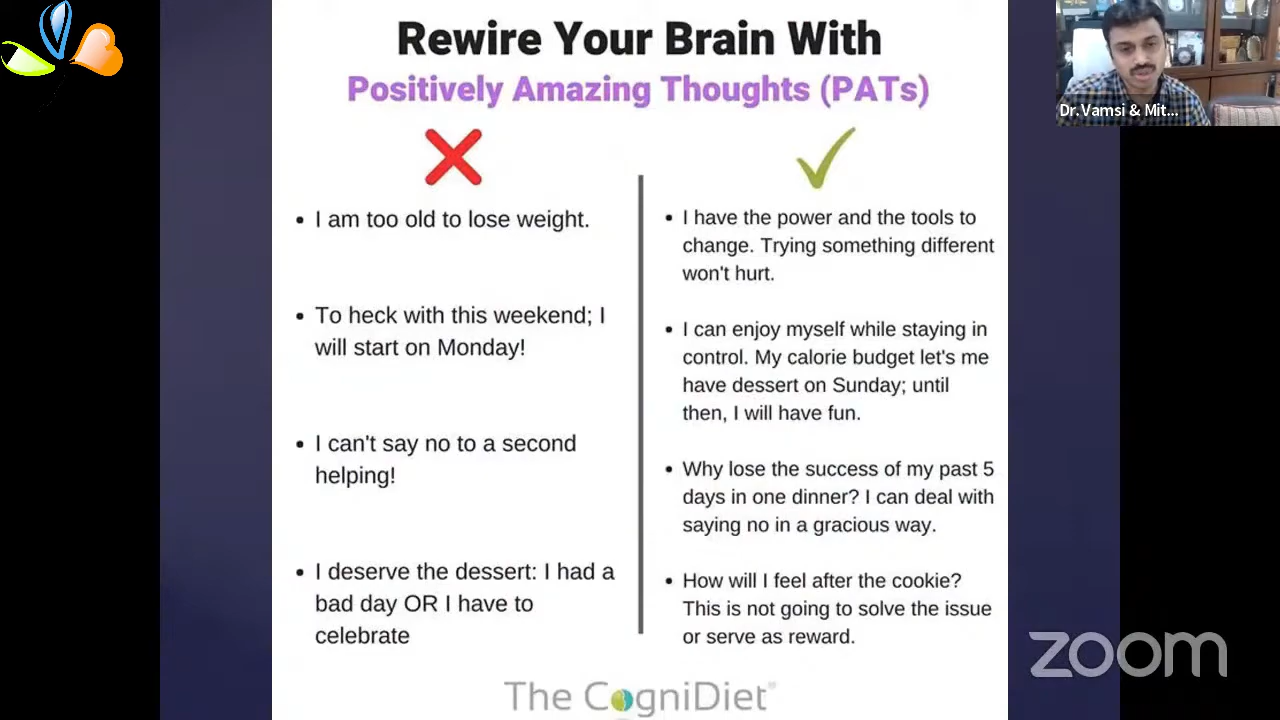 Rewire Your Brain With
Positively Amazing Thoughts (PATs)
• I am too old to lose weight.
• To heck with this weekend; I
will start on Monday!
• I can't say no to a second
helping!
• I deserve the dessert: I had a
bad day OR I have to
celebrate
• I have the power and the tools to
change. Trying something different
won't hurt.
• I can enjoy myself while staying in
control. My calorie budget let's me
have dessert on Sunday; until
then, I will have fun.
• Why lose the success of my past 5
days in one dinner? I can deal with
saying no in a gracious way.
• How will I feel after the cookie?
This is not going to solve the issue
or serve as reward.
The CogniDiet®
Dr.Vamsi & Mit...
zoom